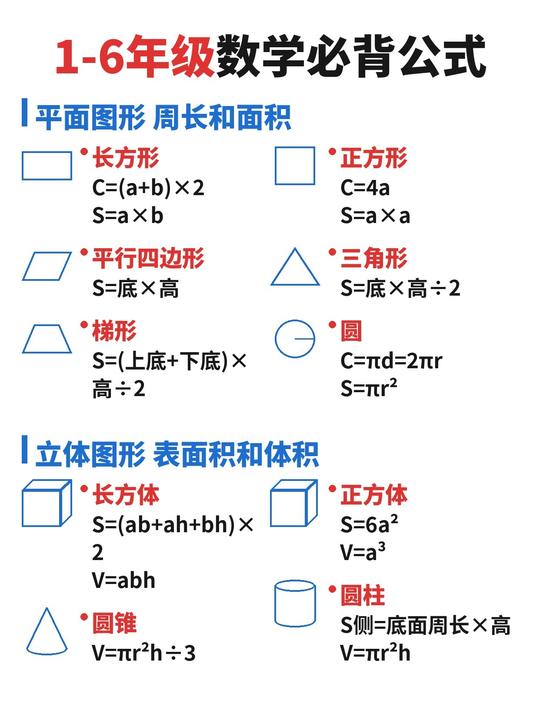 1-6年级数学必背公式
平面图形 周长和面积
长方形
C=(a+b)×2
S=a×b
正方形
C=4a
S=a×a
平行四边形
S=底×高
三角形
S=底×高÷2
梯形
S=(上底+下底)×
高÷2
圆
C=πd=2πr
S=πr²
立体图形 表面积和体积
长方体
S=(ab+ah+bh)×
2
V=abh
正方体
S=6a²
V=a³
圆锥
V=πr²h÷3
圆柱
S侧=底面周长×高
V=πr²h